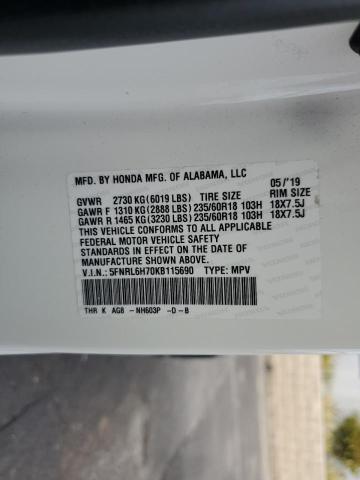 MFD. BY HONDA MFG. OF ALABAMA, LLC 05/'19
GVWR 2730 KG (6019 LBS) TIRE SIZE RIM SIZE
GAWR F 1310 KG (2888 LBS) 235/60R18 103H 18X7.5J
GAWR R 1465 KG (3230 LBS) 235/60R18 103H 18X7.5J
THIS VEHICLE CONFORMS TO ALL APPLICABLE
FEDERAL MOTOR VEHICLE SAFETY STANDARDS
IN EFFECT ON THE DATE OF
MANUFACTURE SHOWN ABOVE.
V.I.N: 5FNRL6H70KB115690 TYPE: MPV
THR K AG8 - NH603P -D -B